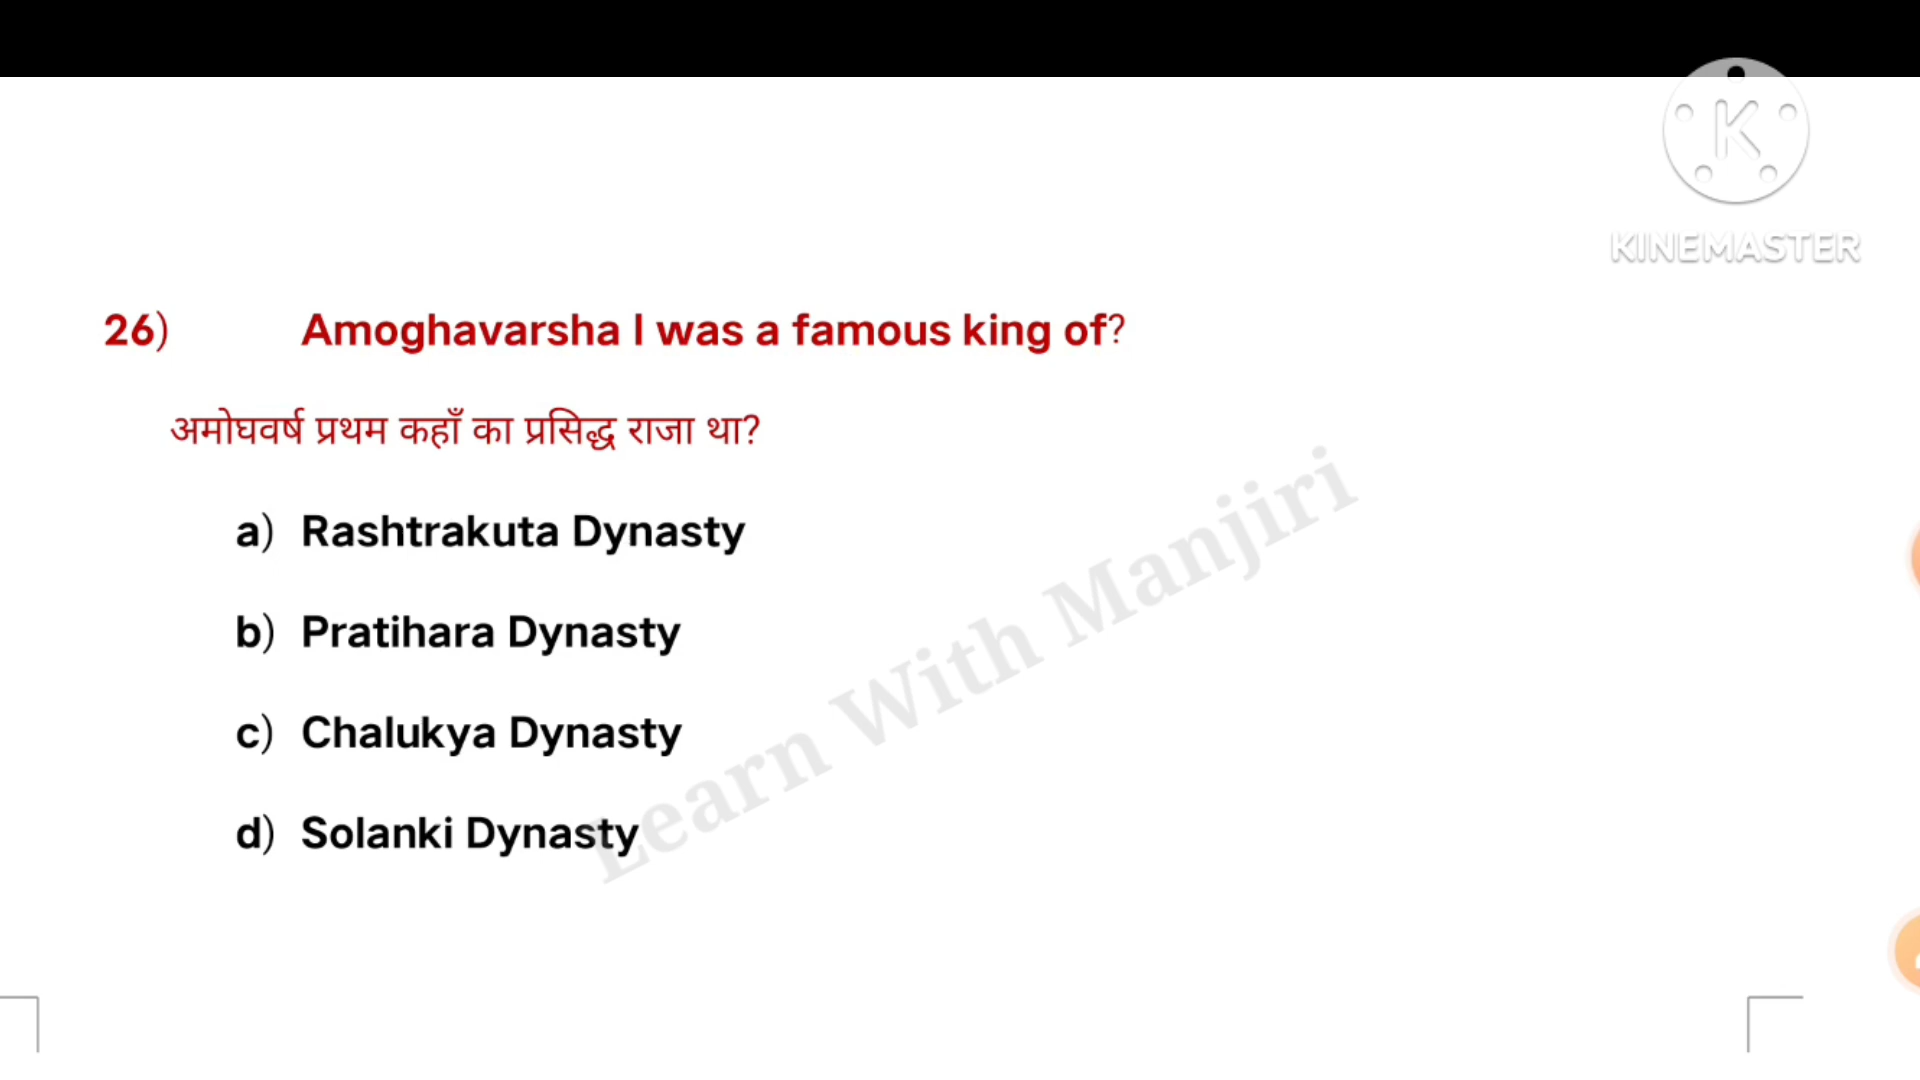 K
KINEMASTER
26) Amoghavarsha I was a famous king of?
अमोघवर्ष प्रथम कहाँ का प्रसिद्ध राजा था?
a) Rashtrakuta Dynasty
b) Pratihara Dynasty
c) Chalukya Dynasty
d) Solanki Dynasty
Learn With Manjiri